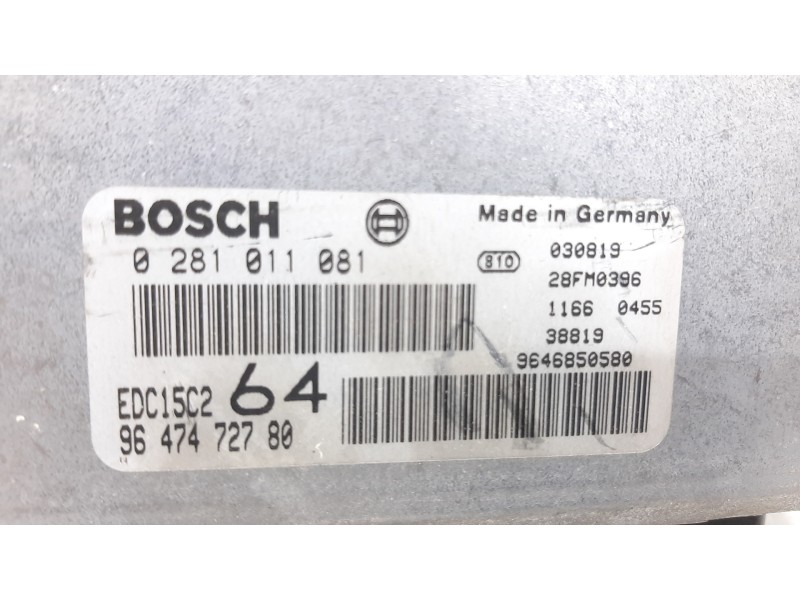 BOSCH
Made in Germany
0 281 011 081
810
030819
28FM0396
1166 0455
38819
9646850580
EDC15C2 64
96 474 727 80